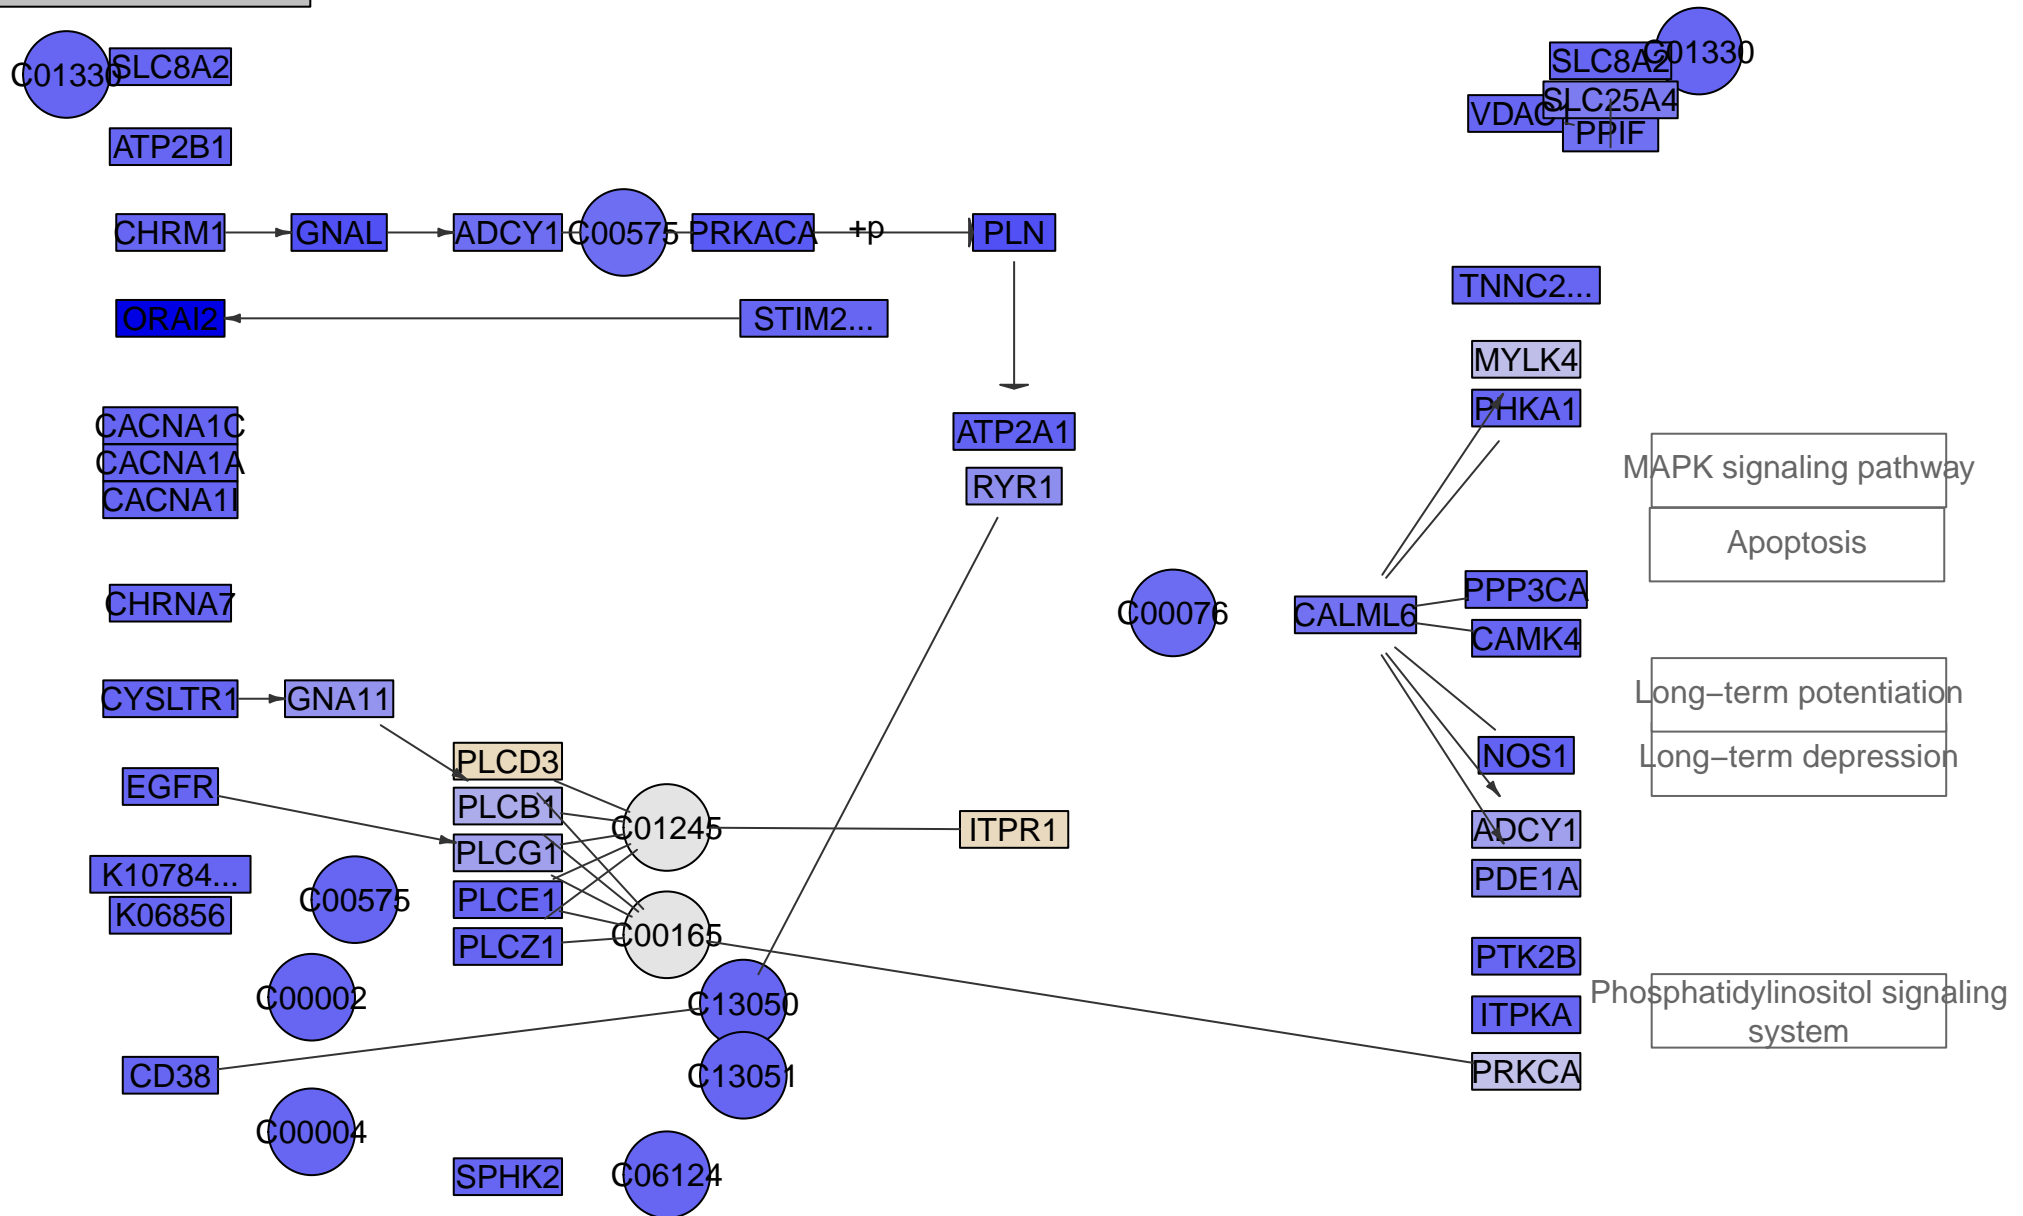 C01330
SLC8A2
SLC8A2
C01330
SLC25A4
VDAC1
PPIF
ATP2B1
CHRM1
GNAL
ADCY1
C00575
PRKACA
+p
PLN
TNNC2...
ORAI2
STIM2...
MYLK4
PHKA1
CACNA1C
CACNA1A
CACNA1I
ATP2A1
RYR1
MAPK signaling pathway
Apoptosis
CHRNA7
C00076
CALML6
PPP3CA
CAMK4
CYSLTR1
GNA11
Long−term potentiation
Long−term depression
NOS1
EGFR
PLCD3
PLCB1
PLCG1
PLCE1
PLCZ1
C01245
C00165
ITPR1
ADCY1
PDE1A
K10784...
K06856
C00575
C00002
C13050
C13051
PTK2B
ITPKA
PRKCA
Phosphatidylinositol signaling
system
CD38
C00004
SPHK2
C06124